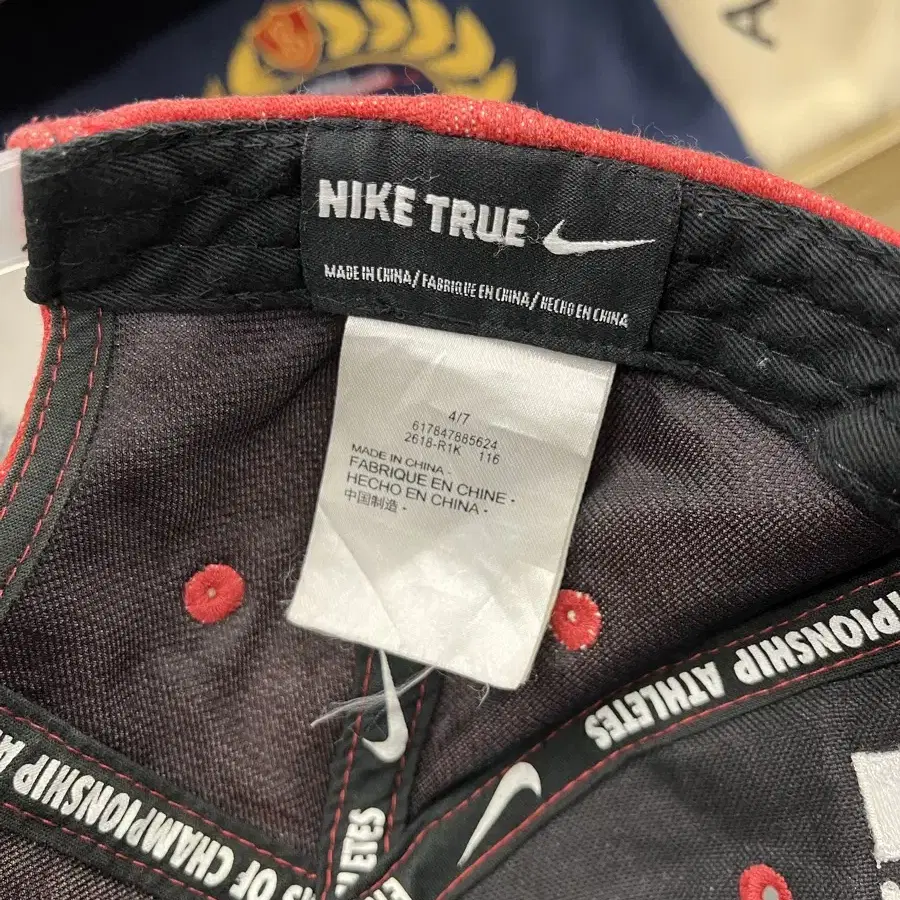 NIKE TRUE
MADE IN CHINA/ FABRIQUE EN CHINA/ HECHO EN CHINA
4/7
617847885624
2618-R1K 116
MADE IN CHINA -
FABRIQUE EN CHINE -
HECHO EN CHINA -
中国制造 -
CHAMPIONSHIP ATHLETES
OF CHAMPIONSHIP